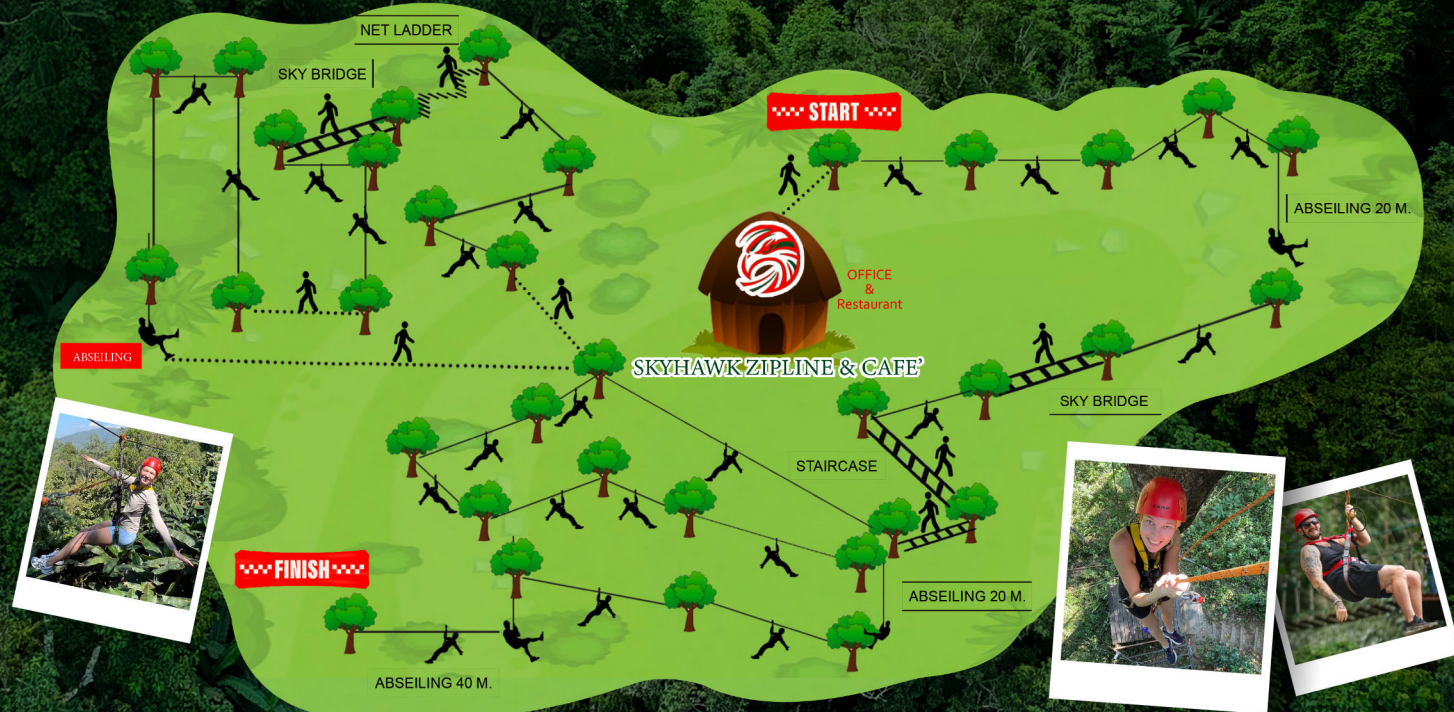 NET LADDER
SKY BRIDGE
START
ABSEILING 20 M.
OFFICE
&
Restaurant
ABSEILING
SKYHAWK ZIPLINE & CAFE'
SKY BRIDGE
STAIRCASE
FINISH
ABSEILING 20 M.
ABSEILING 40 M.